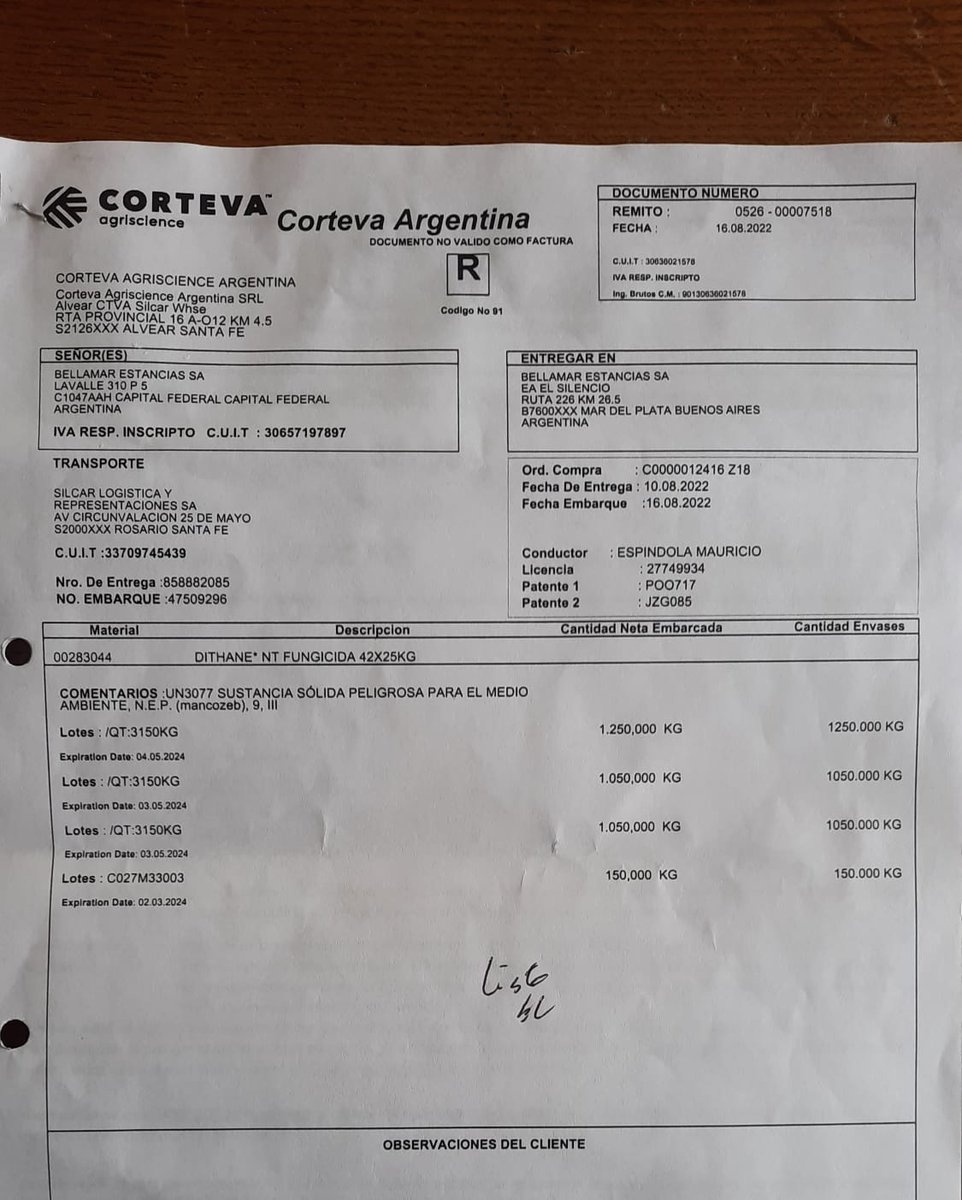 CORTEVA™
agriscience
Corteva Argentina
DOCUMENTO NO VALIDO COMO FACTURA
R
Codigo No 91
DOCUMENTO NUMERO
REMITO : 0526 - 00007518
FECHA : 16.08.2022
C.U.I.T : 30636021578
IVA RESP. INSCRIPTO
Ing. Brutos C.M. : 90130636021578
CORTEVA AGRISCIENCE ARGENTINA
Corteva Agriscience Argentina SRL
Alvear CTVA Silcar Whse
RTA PROVINCIAL 16 A-O12 KM 4.5
S2126XXX ALVEAR SANTA FE
SEÑOR(ES)
BELLAMAR ESTANCIAS SA
LAVALLE 310 P 5
C1047AAH CAPITAL FEDERAL CAPITAL FEDERAL
ARGENTINA
IVA RESP. INSCRIPTO C.U.I.T : 30657197897
ENTREGAR EN
BELLAMAR ESTANCIAS SA
EA EL SILENCIO
RUTA 226 KM 26.5
B7600XXX MAR DEL PLATA BUENOS AIRES
ARGENTINA
TRANSPORTE
SILCAR LOGISTICA Y
REPRESENTACIONES SA
AV CIRCUNVALACION 25 DE MAYO
S2000XXX ROSARIO SANTA FE
C.U.I.T :33709745439
Nro. De Entrega :858882085
NO. EMBARQUE :47509296
Ord. Compra : C0000012416 Z18
Fecha De Entrega : 10.08.2022
Fecha Embarque :16.08.2022
Conductor : ESPINDOLA MAURICIO
Licencia : 27749934
Patente 1 : POO717
Patente 2 : JZG085
Material Descripcion Cantidad Neta Embarcada Cantidad Envases
00283044 DITHANE* NT FUNGICIDA 42X25KG
COMENTARIOS :UN3077 SUSTANCIA SÓLIDA PELIGROSA PARA EL MEDIO
AMBIENTE, N.E.P. (mancozeb), 9, III
Lotes : /QT:3150KG 1.250,000 KG 1250.000 KG
Expiration Date: 04.05.2024
Lotes : /QT:3150KG 1.050,000 KG 1050.000 KG
Expiration Date: 03.05.2024
Lotes : /QT:3150KG 1.050,000 KG 1050.000 KG
Expiration Date: 03.05.2024
Lotes : C027M33003 150,000 KG 150.000 KG
Expiration Date: 02.03.2024
Listo
OBSERVACIONES DEL CLIENTE